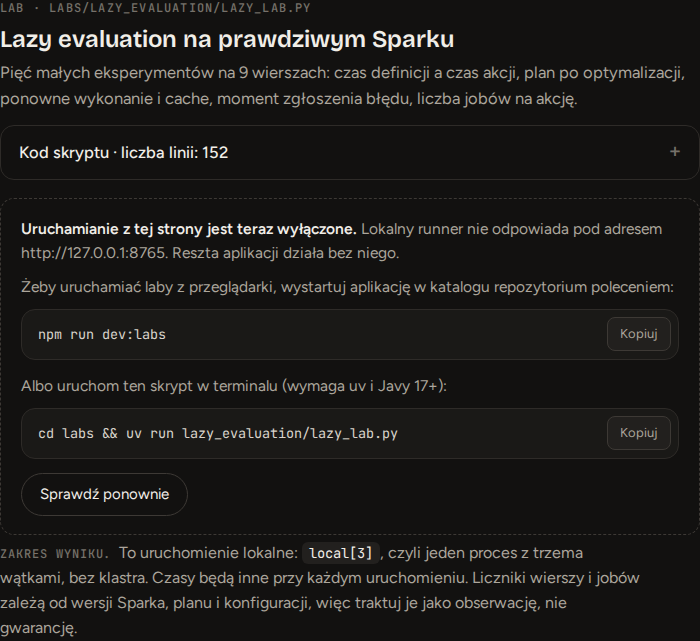 LAB · LABS/LAZY_EVALUATION/LAZY_LAB.PY
Lazy evaluation na prawdziwym Sparku
Pięć małych eksperymentów na 9 wierszach: czas definicji a czas akcji, plan po optymalizacji,
ponowne wykonanie i cache, moment zgłoszenia błędu, liczba jobów na akcję.
Kod skryptu · liczba linii: 152 +
Uruchamianie z tej strony jest teraz wyłączone. Lokalny runner nie odpowiada pod adresem
http://127.0.0.1:8765. Reszta aplikacji działa bez niego.
Żeby uruchamiać laby z przeglądarki, wystartuj aplikację w katalogu repozytorium poleceniem:
npm run dev:labs Kopiuj
Albo uruchom ten skrypt w terminalu (wymaga uv i Javy 17+):
cd labs && uv run lazy_evaluation/lazy_lab.py Kopiuj
Sprawdź ponownie
ZAKRES WYNIKU. To uruchomienie lokalne: local[3], czyli jeden proces z trzema
wątkami, bez klastra. Czasy będą inne przy każdym uruchomieniu. Liczniki wierszy i jobów
zależą od wersji Sparka, planu i konfiguracji, więc traktuj je jako obserwację, nie
gwarancję.